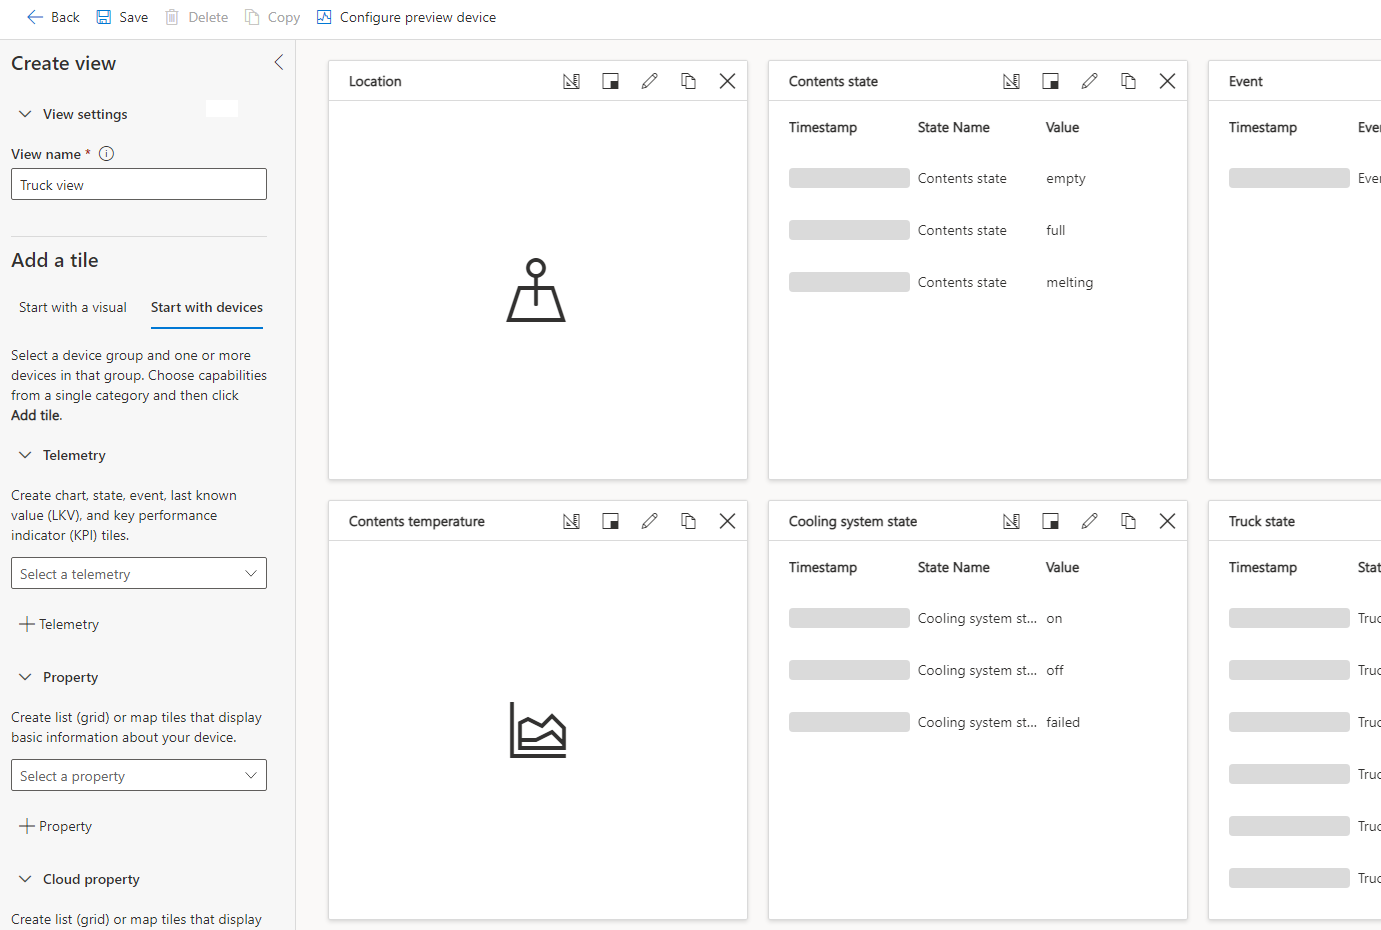 Back Save Delete Copy Configure preview device
Create view
View settings
View name *
Truck view
Add a tile
Start with a visual Start with devices
Select a device group and one or more
devices in that group. Choose capabilities
from a single category and then click
Add tile.
Telemetry
Create chart, state, event, last known
value (LKV), and key performance
indicator (KPI) tiles.
Select a telemetry
Telemetry
Property
Create list (grid) or map tiles that display
basic information about your device.
Select a property
Property
Cloud property
Create list (grid) or map tiles that display
Location
Contents state
Timestamp State Name Value
Contents state empty
Contents state full
Contents state melting
Event
Timestamp Ever
Ever
Contents temperature
Cooling system state
Timestamp State Name Value
Cooling system st... on
Cooling system st... off
Cooling system st... failed
Truck state
Timestamp Stat
Truc
Truc
Truc
Truc
Truc
Truc